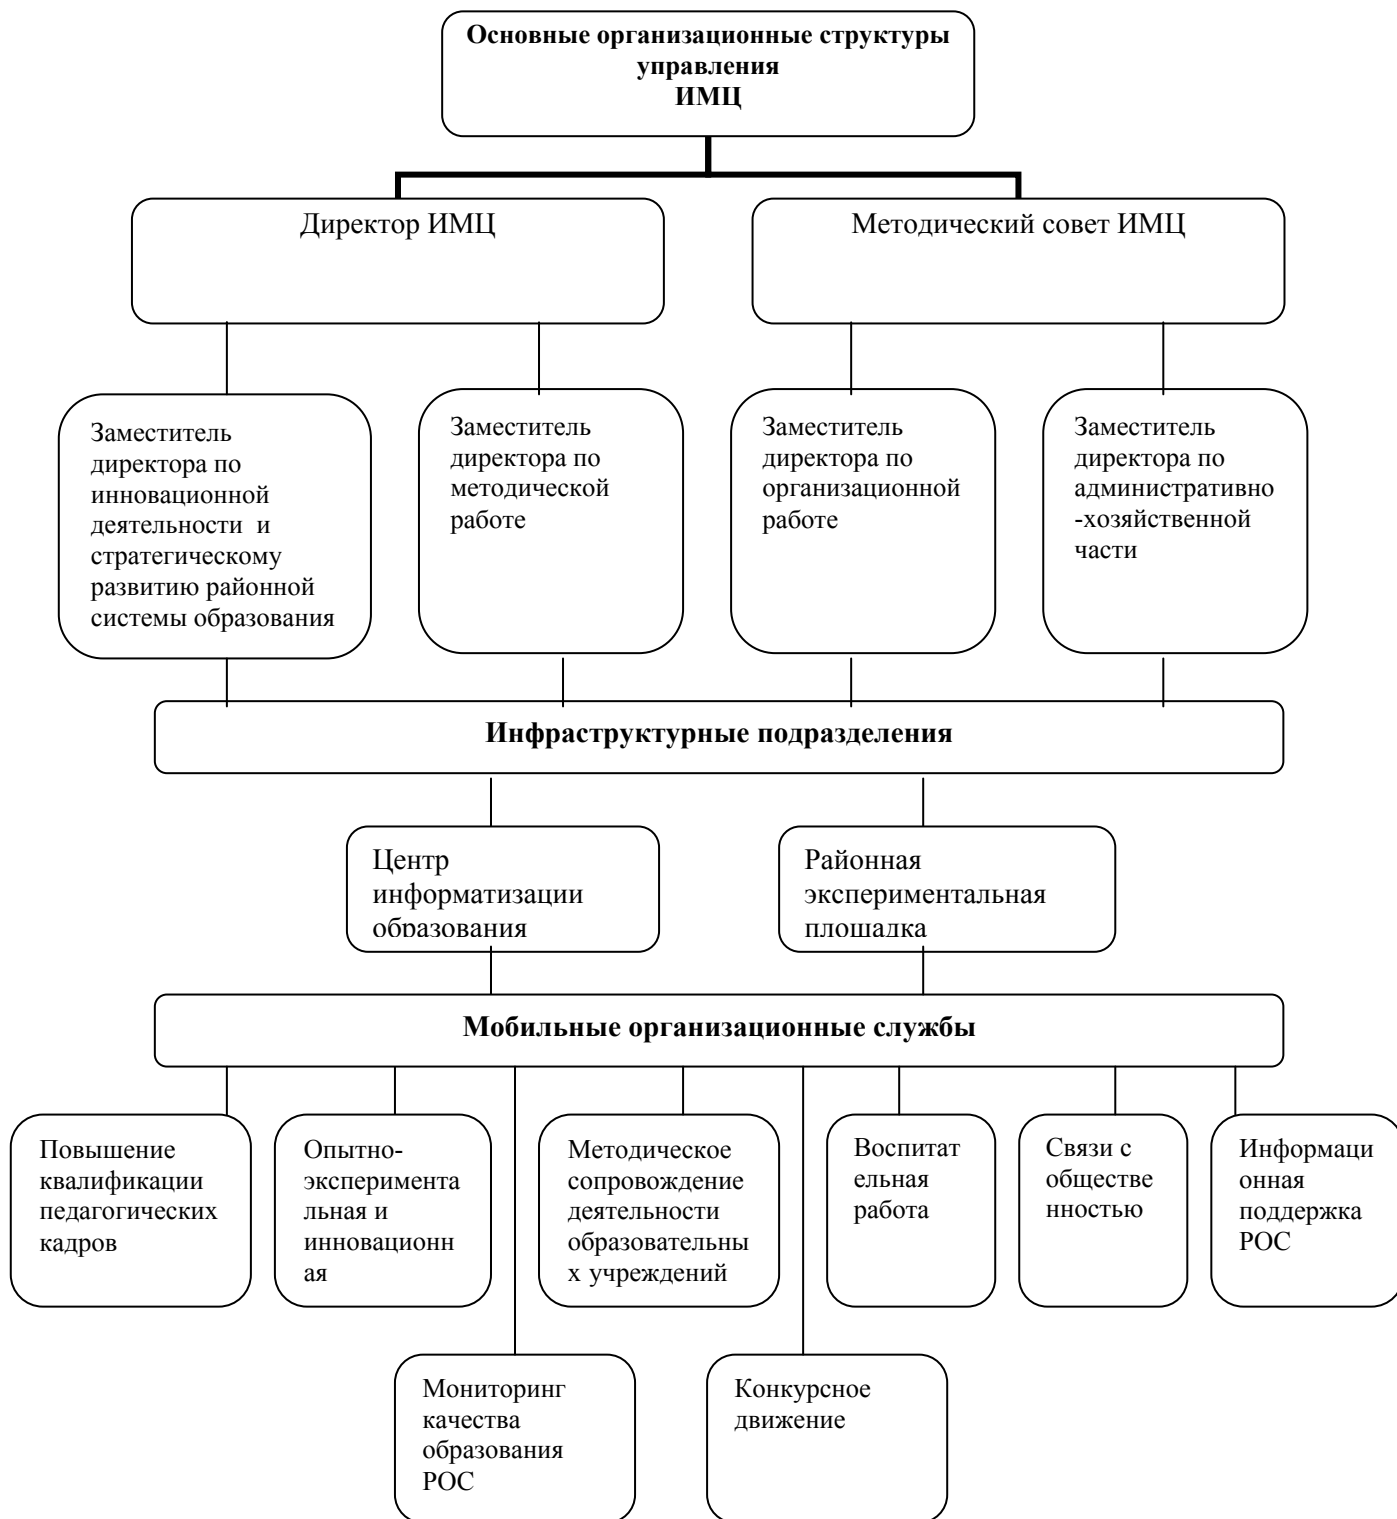 Основные организационные структуры
управления
ИМЦ
Директор ИМЦ
Методический совет ИМЦ
Заместитель
директора по
инновационной
деятельности и
стратегическому
развитию районной
системы образования
Заместитель
директора по
методической
работе
Заместитель
директора по
организационной
работе
Заместитель
директора по
административно
-хозяйственной
части
Инфраструктурные подразделения
Центр
информатизации
образования
Районная
экспериментальная
площадка
Мобильные организационные службы
Повышение
квалификации
педагогических
кадров
Опытно-
эксперимента
льная и
инновационн
ая
Методическое
сопровождение
деятельности
образовательны
х учреждений
Воспитат
ельная
работа
Связи с
обществе
нностью
Информаци
онная
поддержка
РОС
Мониторинг
качества
образования
РОС
Конкурсное
движение